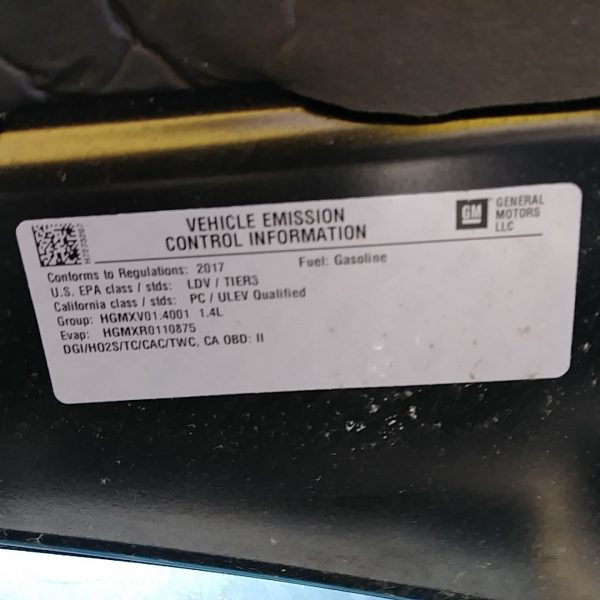 VEHICLE EMISSION
CONTROL INFORMATION
GM
GENERAL
MOTORS
LLC
Conforms to Regulations: 2017 Fuel: Gasoline
U.S. EPA class / stds: LDV / TIER3
California class / stds: PC / ULEV Qualified
Group: HGMXV01.4001 1.4L
Evap: HGMXR0110875
DGI/HO2S/TC/CAC/TWC, CA OBD: II